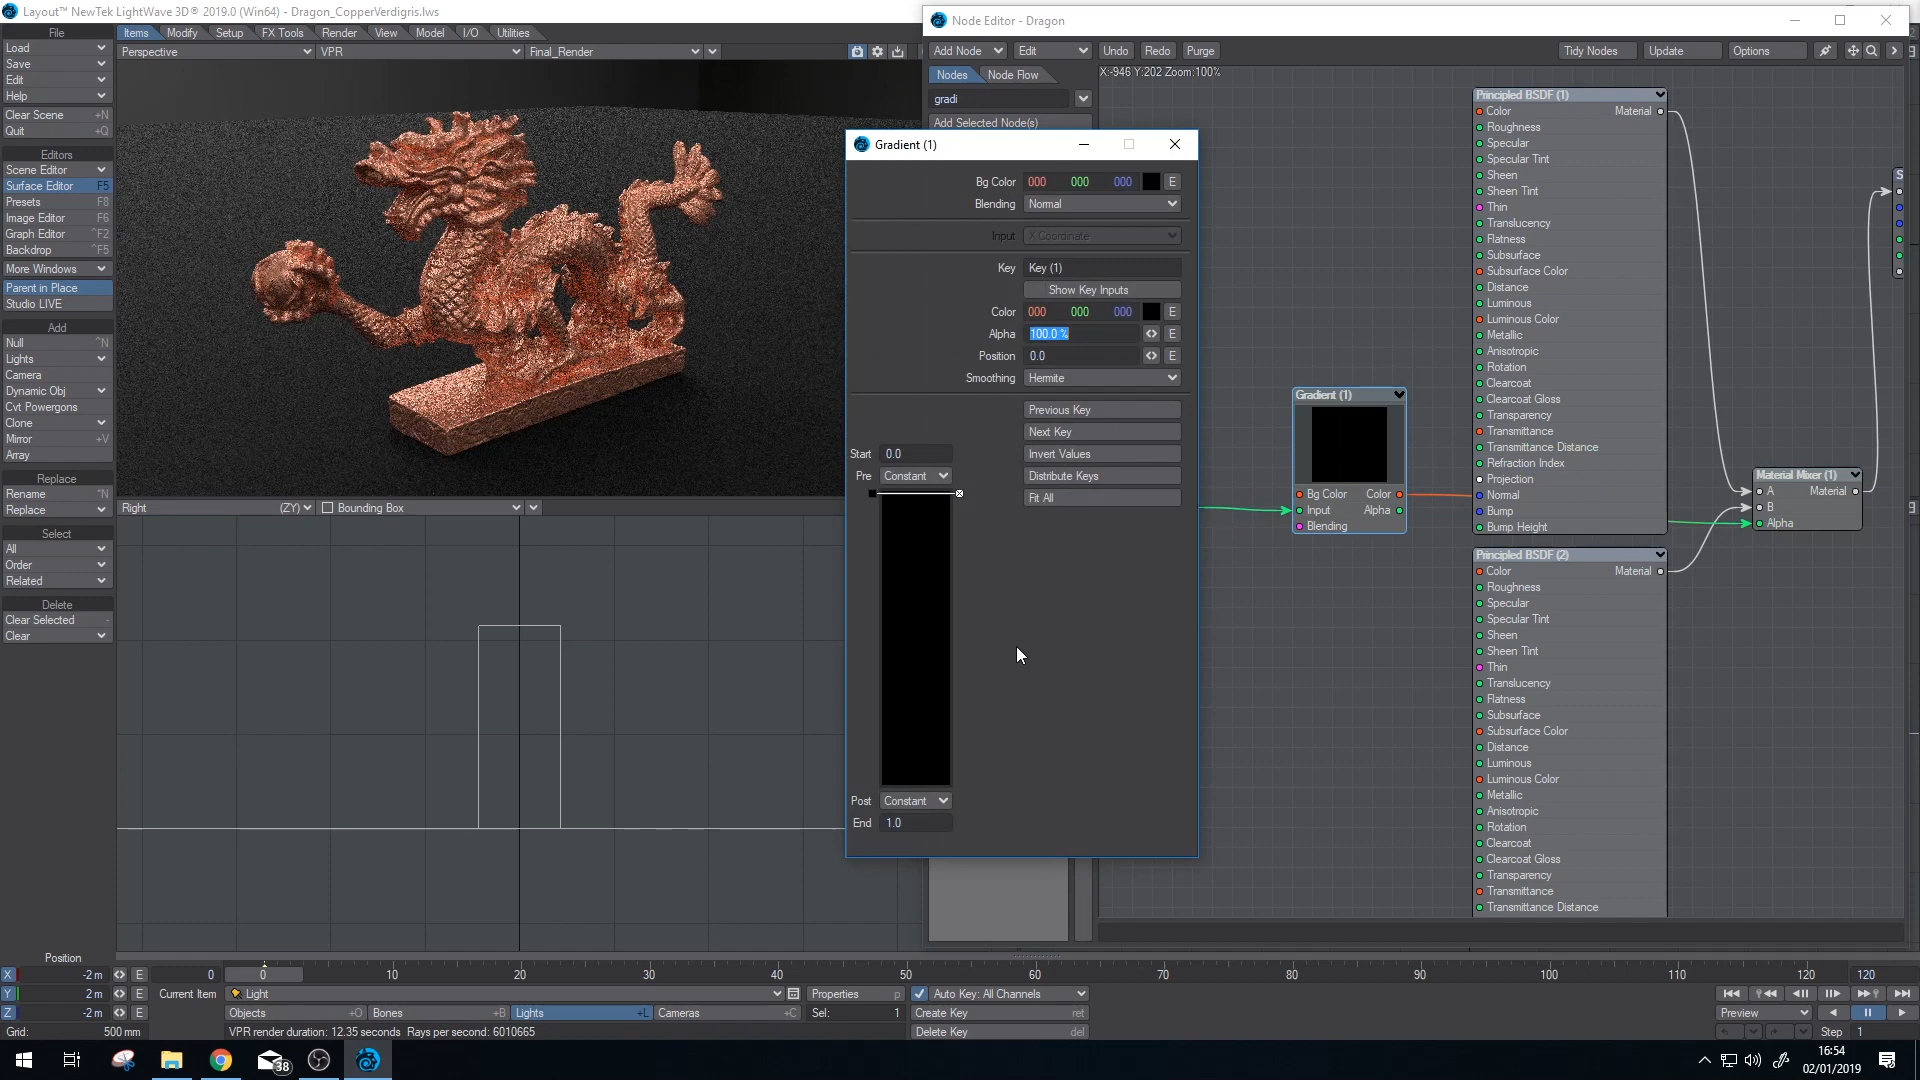 Layout™ NewTek LightWave 3D® 2019.0 (Win64) - Dragon_CopperVerdigris.lws
File
Load
Save
Edit
Help
Clear Scene +N
Quit +Q
Editors
Scene Editor
Surface Editor F5
Presets F8
Image Editor F6
Graph Editor ^F2
Backdrop ^F5
More Windows
Parent in Place
Studio LIVE
Add
Null ^N
Lights
Camera
Dynamic Obj
Cvt Powergons
Clone
Mirror +V
Array
Replace
Rename ^N
Replace
Select
All
Order
Related
Delete
Clear Selected -
Clear
Items Modify Setup FX Tools Render View Model I/O Utilities
Perspective VPR Final_Render
Right (ZY) Bounding Box
Node Editor - Dragon
Add Node Edit Undo Redo Purge Tidy Nodes Update Options
Nodes Node Flow
X:-946 Y:202 Zoom:100%
gradi
Add Selected Node(s)
Gradient (1)
Bg Color 000 000 000 E
Blending Normal
Input X Coordinate
Key Key (1)
Show Key Inputs
Color 000 000 000 E
Alpha 100.0 % E
Position 0.0 E
Smoothing Hermite
Previous Key
Next Key
Start 0.0 Invert Values
Pre Constant Distribute Keys
Fit All
Post Constant
End 1.0
Gradient (1)
Bg Color Color
Input Alpha
Blending
Principled BSDF (1)
Color Material
Roughness
Specular
Specular Tint
Sheen
Sheen Tint
Thin
Translucency
Flatness
Subsurface
Subsurface Color
Distance
Luminous
Luminous Color
Metallic
Anisotropic
Rotation
Clearcoat
Clearcoat Gloss
Transparency
Transmittance
Transmittance Distance
Refraction Index
Projection
Normal
Bump
Bump Height
Principled BSDF (2)
Color Material
Roughness
Specular
Specular Tint
Sheen
Sheen Tint
Thin
Translucency
Flatness
Subsurface
Subsurface Color
Distance
Luminous
Luminous Color
Metallic
Anisotropic
Rotation
Clearcoat
Clearcoat Gloss
Transparency
Transmittance
Transmittance Distance
Material Mixer (1)
A Material
B
Alpha
S
Position
X -2 m E 0 0 10 20 30 40 50 60 70 80 90 100 110 120 120
Y 2 m E Current Item Light Properties p Auto Key: All Channels
Z -2 m E Objects +O Bones +B Lights +L Cameras +C Sel: 1 Create Key ret Preview
Grid: 500 mm VPR render duration: 12.35 seconds Rays per second: 6010665 Delete Key del Step 1
38
16:54
02/01/2019